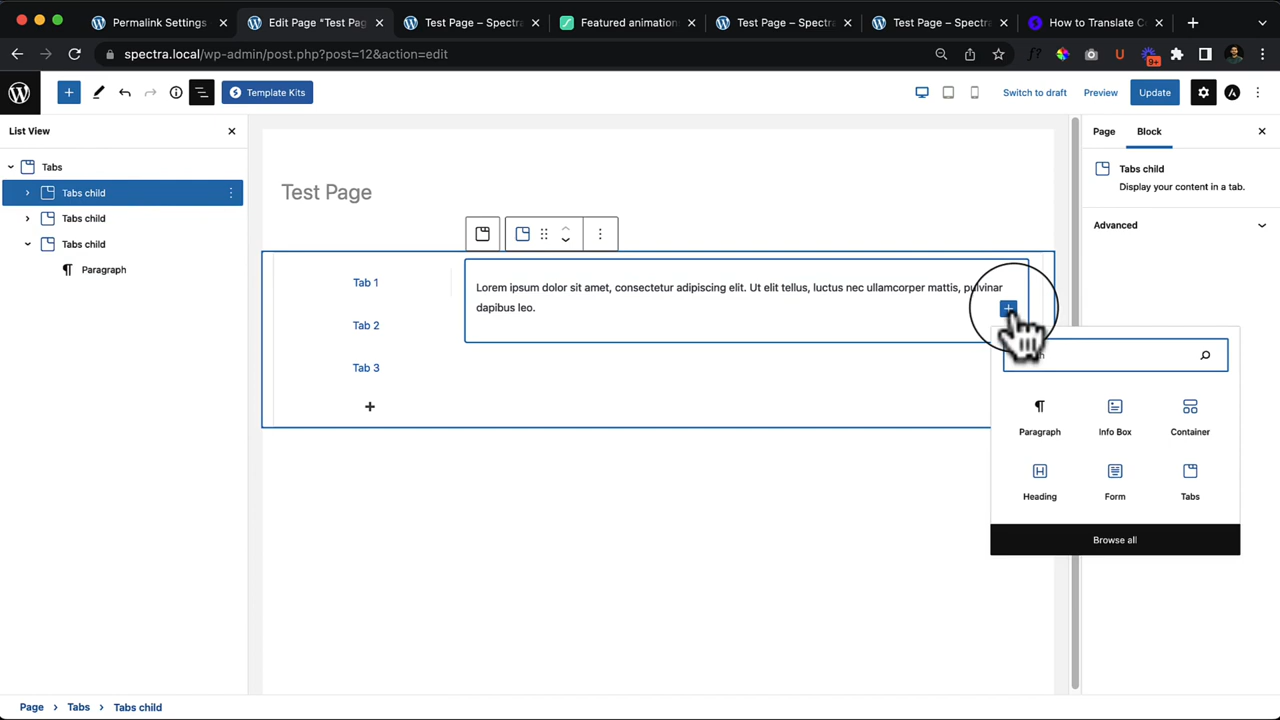 Permalink Settings
Edit Page "Test Pag
Test Page – Spectra
Featured animation
Test Page – Spectra
Test Page – Spectra
How to Translate C
spectra.local/wp-admin/post.php?post=12&action=edit
f?
U
9+
Template Kits
Switch to draft
Preview
Update
List View
Page
Block
Tabs
Tabs child
Tabs child
Tabs child
Paragraph
Test Page
Tabs child
Display your content in a tab.
Advanced
Tab 1
Tab 2
Tab 3
Lorem ipsum dolor sit amet, consectetur adipiscing elit. Ut elit tellus, luctus nec ullamcorper mattis, pulvinar
dapibus leo.
Paragraph
Info Box
Container
Heading
Form
Tabs
Browse all
Page
Tabs
Tabs child